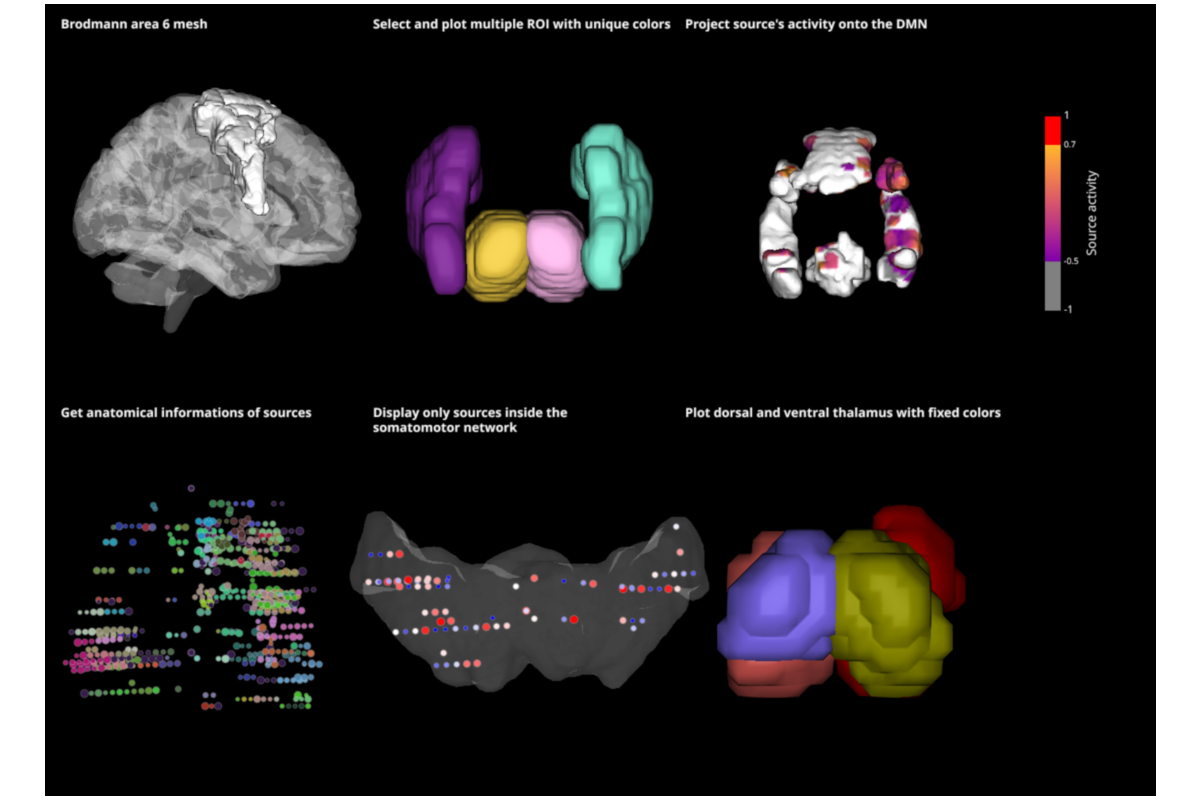 Brodmann area 6 mesh
Select and plot multiple ROI with unique colors
Project source's activity onto the DMN
1
0.7
Source activity
-0.5
-1
Get anatomical informations of sources
Display only sources inside the
somatomotor network
Plot dorsal and ventral thalamus with fixed colors